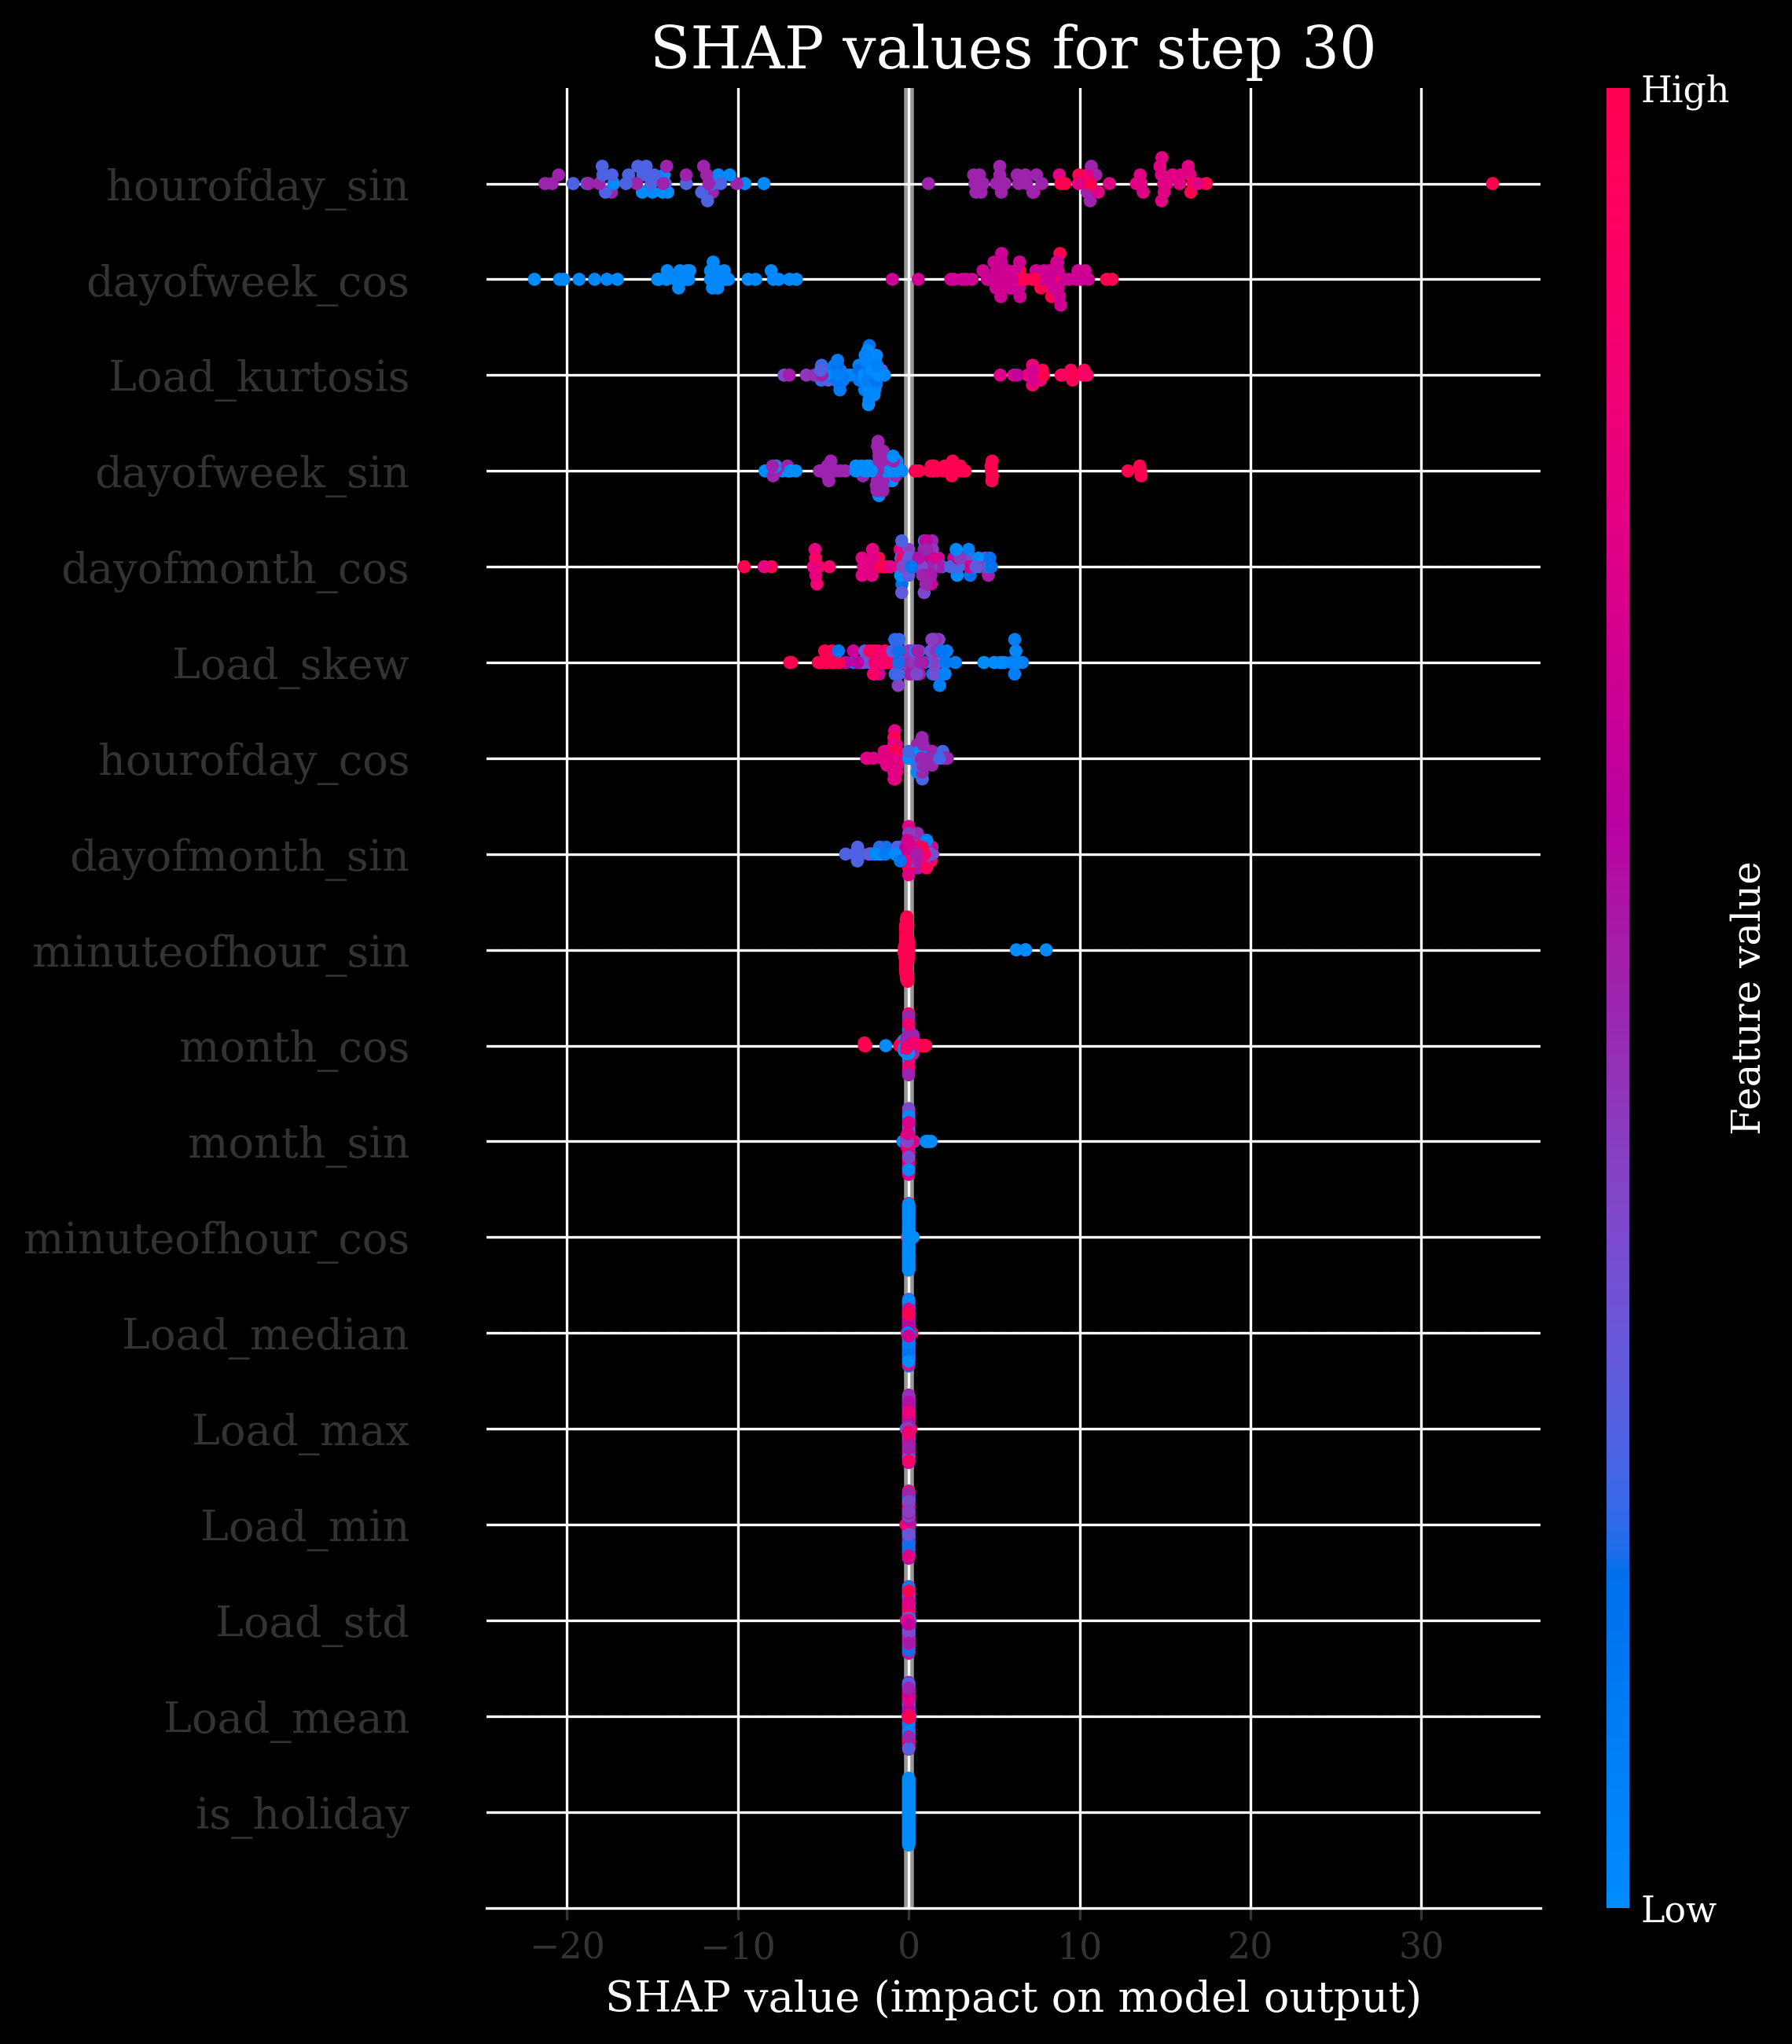 SHAP values for step 30
High
hourofday_sin
dayofweek_cos
Load_kurtosis
dayofweek_sin
dayofmonth_cos
Load_skew
hourofday_cos
dayofmonth_sin
minuteofhour_sin
month_cos
month_sin
minuteofhour_cos
Load_median
Load_max
Load_min
Load_std
Load_mean
is_holiday
Feature value
Low
−20 −10 0 10 20 30
SHAP value (impact on model output)